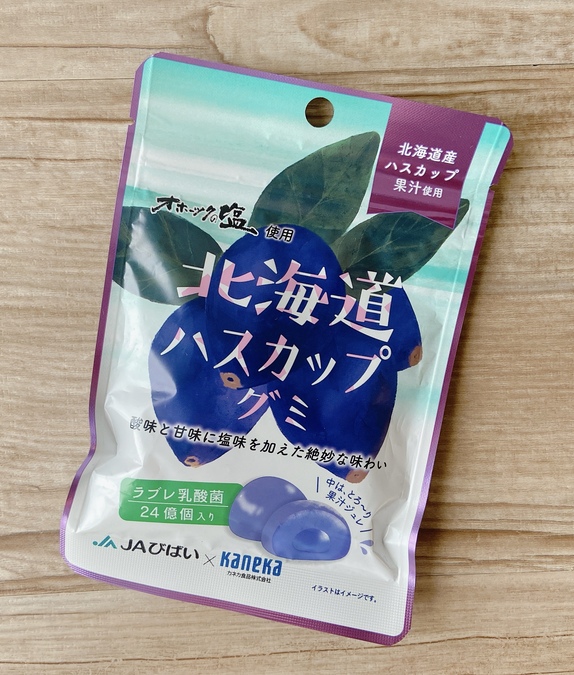 北海道産
ハスカップ
果汁使用
オホーツクの塩 使用
北海道
ハスカップ
グミ
酸味と甘味に塩味を加えた絶妙な味わい
中は、とろ〜り
果汁ジュレ
ラブレ乳酸菌
24億個入り
JAびばい × Kaneka
カネカ食品株式会社
イラストはイメージです。